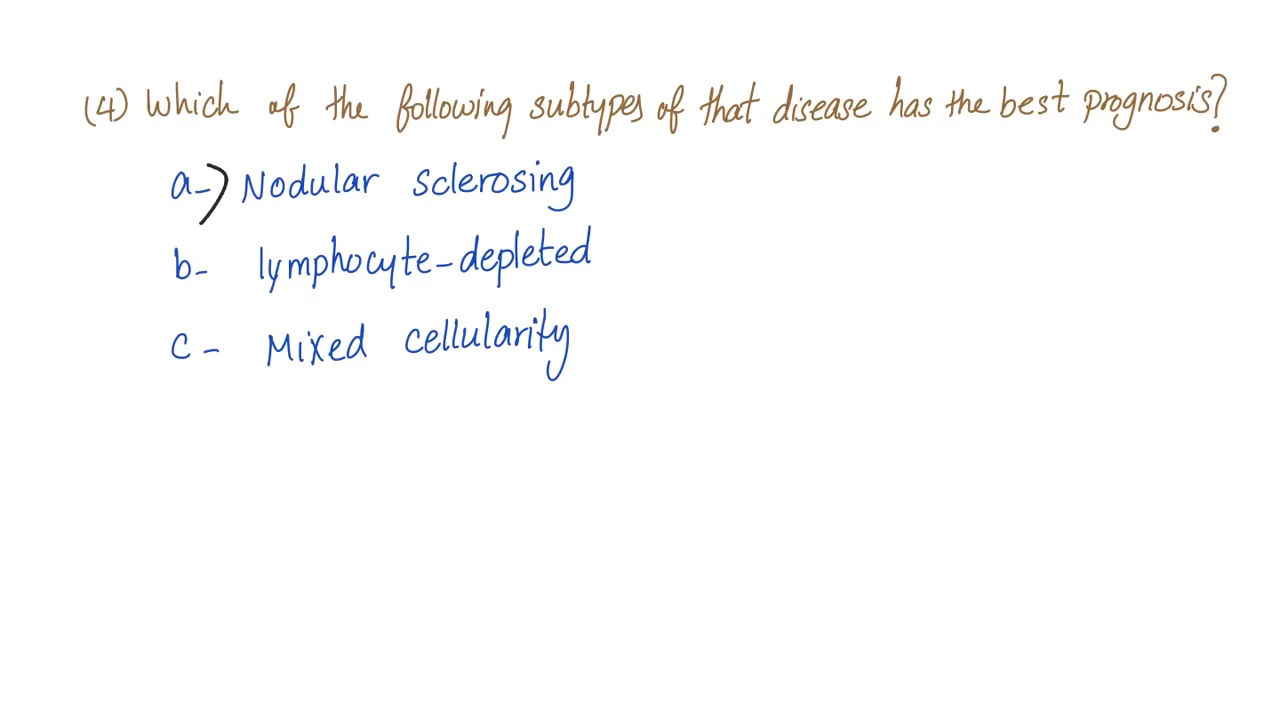 (4) Which of the following subtypes of that disease has the best prognosis?
a-) Nodular sclerosing
b- lymphocyte-depleted
c- Mixed cellularity